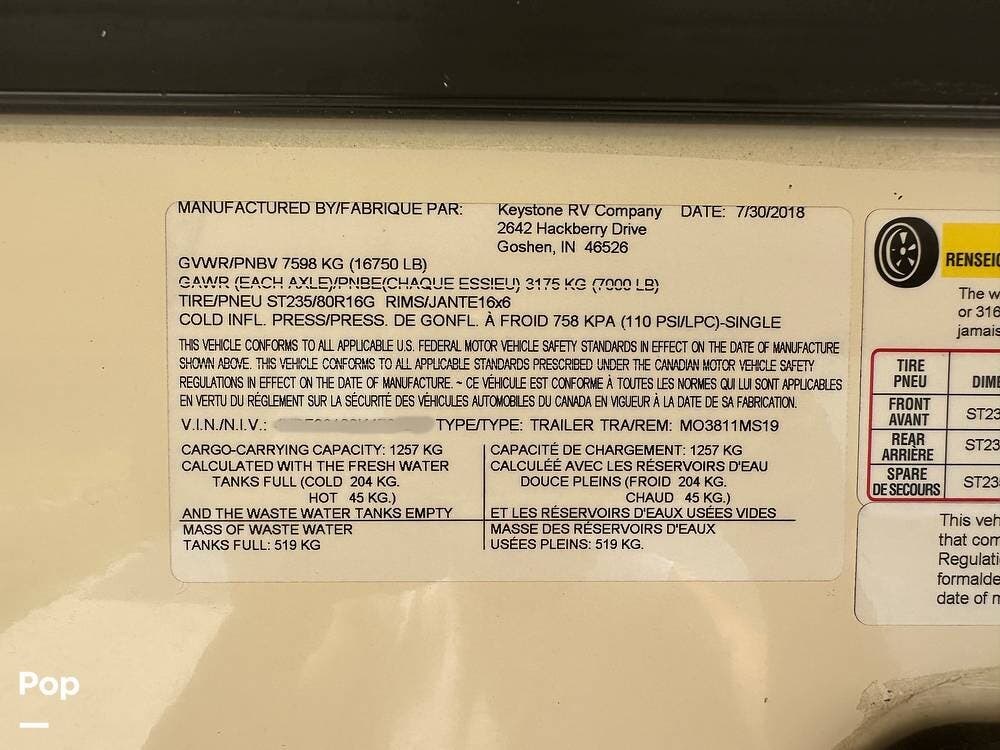 MANUFACTURED BY/FABRIQUE PAR: Keystone RV Company DATE: 7/30/2018
2642 Hackberry Drive
Goshen, IN 46526
GVWR/PNBV 7598 KG (16750 LB)
GAWR (EACH AXLE)/PNBE(CHAQUE ESSIEU) 3175 KG (7000 LB)
TIRE/PNEU ST235/80R16G RIMS/JANTE16x6
COLD INFL. PRESS/PRESS. DE GONFL. À FROID 758 KPA (110 PSI/LPC)-SINGLE
THIS VEHICLE CONFORMS TO ALL APPLICABLE U.S. FEDERAL MOTOR VEHICLE SAFETY STANDARDS IN EFFECT ON THE DATE OF MANUFACTURE
SHOWN ABOVE. THIS VEHICLE CONFORMS TO ALL APPLICABLE STANDARDS PRESCRIBED UNDER THE CANADIAN MOTOR VEHICLE SAFETY
REGULATIONS IN EFFECT ON THE DATE OF MANUFACTURE. ~ CE VÉHICULE EST CONFORME À TOUTES LES NORMES QUI LUI SONT APPLICABLES
EN VERTU DU RÉGLEMENT SUR LA SÉCURITÉ DES VÉHICULES AUTOMOBILES DU CANADA EN VIGUEUR À LA DATE DE SA FABRICATION.
V.I.N./N.I.V.: TYPE/TYPE: TRAILER TRA/REM: MO3811MS19
CARGO-CARRYING CAPACITY: 1257 KG
CALCULATED WITH THE FRESH WATER
TANKS FULL (COLD 204 KG.
HOT 45 KG.)
AND THE WASTE WATER TANKS EMPTY
MASS OF WASTE WATER
TANKS FULL: 519 KG
CAPACITÉ DE CHARGEMENT: 1257 KG
CALCULÉE AVEC LES RÉSERVOIRS D'EAU
DOUCE PLEINS (FROID 204 KG.
CHAUD 45 KG.)
ET LES RÉSERVOIRS D'EAUX USÉES VIDES
MASSE DES RÉSERVOIRS D'EAUX
USÉES PLEINS: 519 KG.
RENSEIG
The w
or 316
jamais
TIRE
PNEU DIME
FRONT
AVANT ST23
REAR
ARRIÈRE ST23
SPARE
DE SECOURS ST23
This veh
that com
Regulati
formalde
date of m
Pop